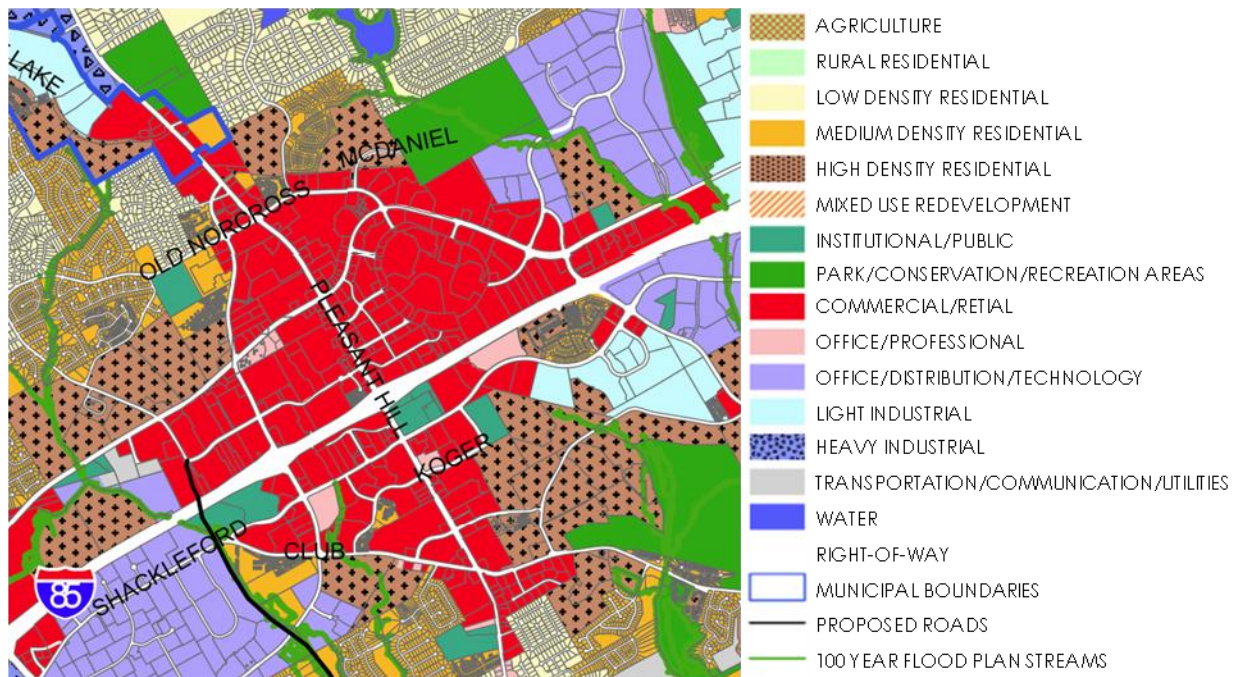 LAKE
MCDANIEL
OLD NORCROSS
PLEASANT HILL
KOGER
CLUB
SHACKLEFORD
85
AGRICULTURE
RURAL RESIDENTIAL
LOW DENSITY RESIDENTIAL
MEDIUM DENSITY RESIDENTIAL
HIGH DENSITY RESIDENTIAL
MIXED USE REDEVELOPMENT
INSTITUTIONAL/PUBLIC
PARK/CONSERVATION/RECREATION AREAS
COMMERCIAL/RETIAL
OFFICE/PROFESSIONAL
OFFICE/DISTRIBUTION/TECHNOLOGY
LIGHT INDUSTRIAL
HEAVY INDUSTRIAL
TRANSPORTATION/COMMUNICATION/UTILITIES
WATER
RIGHT-OF-WAY
MUNICIPAL BOUNDARIES
PROPOSED ROADS
100 YEAR FLOOD PLAN STREAMS